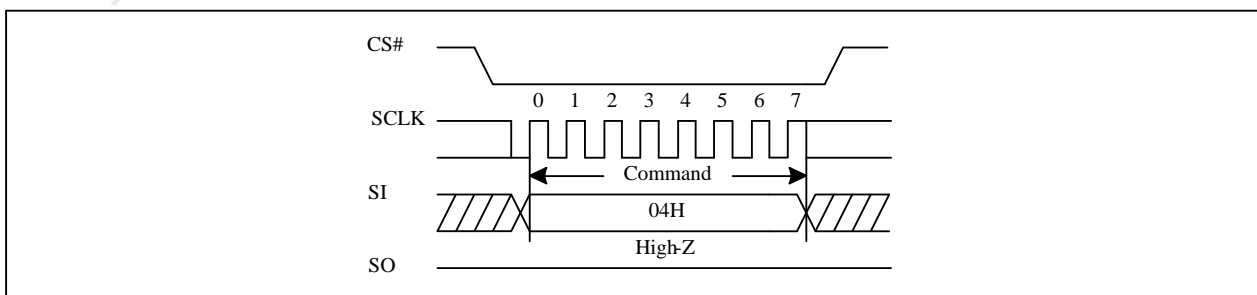 CS#
0 1 2 3 4 5 6 7
SCLK
Command
SI
04H
High-Z
SO